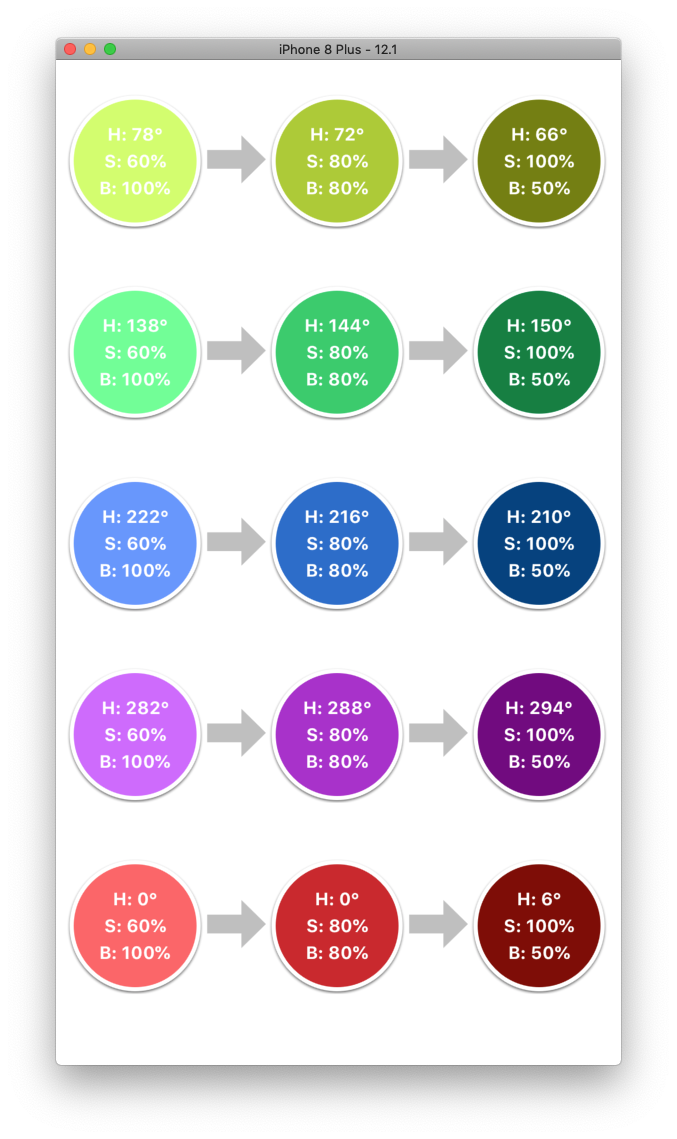 iPhone 8 Plus - 12.1
H: 78°
S: 60%
B: 100%
H: 72°
S: 80%
B: 80%
H: 66°
S: 100%
B: 50%
H: 138°
S: 60%
B: 100%
H: 144°
S: 80%
B: 80%
H: 150°
S: 100%
B: 50%
H: 222°
S: 60%
B: 100%
H: 216°
S: 80%
B: 80%
H: 210°
S: 100%
B: 50%
H: 282°
S: 60%
B: 100%
H: 288°
S: 80%
B: 80%
H: 294°
S: 100%
B: 50%
H: 0°
S: 60%
B: 100%
H: 0°
S: 80%
B: 80%
H: 6°
S: 100%
B: 50%